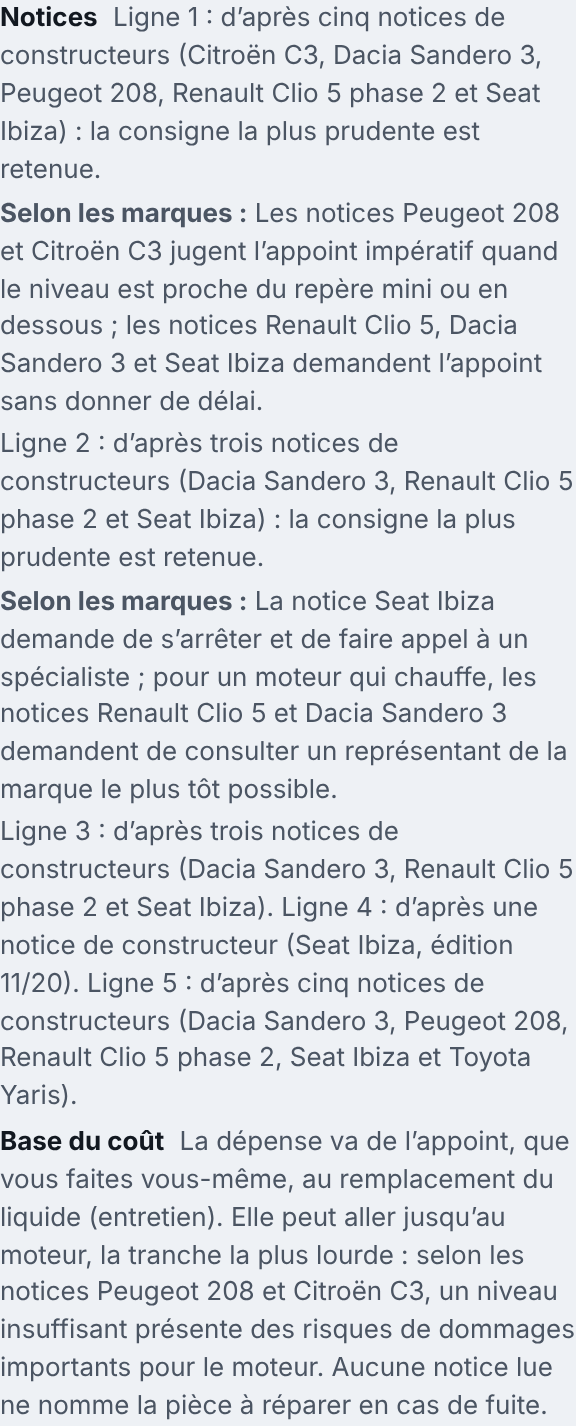 Notices Ligne 1 : d’après cinq notices de
constructeurs (Citroën C3, Dacia Sandero 3,
Peugeot 208, Renault Clio 5 phase 2 et Seat
Ibiza) : la consigne la plus prudente est
retenue.
Selon les marques : Les notices Peugeot 208
et Citroën C3 jugent l’appoint impératif quand
le niveau est proche du repère mini ou en
dessous ; les notices Renault Clio 5, Dacia
Sandero 3 et Seat Ibiza demandent l’appoint
sans donner de délai.
Ligne 2 : d’après trois notices de
constructeurs (Dacia Sandero 3, Renault Clio 5
phase 2 et Seat Ibiza) : la consigne la plus
prudente est retenue.
Selon les marques : La notice Seat Ibiza
demande de s’arrêter et de faire appel à un
spécialiste ; pour un moteur qui chauffe, les
notices Renault Clio 5 et Dacia Sandero 3
demandent de consulter un représentant de la
marque le plus tôt possible.
Ligne 3 : d’après trois notices de
constructeurs (Dacia Sandero 3, Renault Clio 5
phase 2 et Seat Ibiza). Ligne 4 : d’après une
notice de constructeur (Seat Ibiza, édition
11/20). Ligne 5 : d’après cinq notices de
constructeurs (Dacia Sandero 3, Peugeot 208,
Renault Clio 5 phase 2, Seat Ibiza et Toyota
Yaris).
Base du coût La dépense va de l’appoint, que
vous faites vous-même, au remplacement du
liquide (entretien). Elle peut aller jusqu’au
moteur, la tranche la plus lourde : selon les
notices Peugeot 208 et Citroën C3, un niveau
insuffisant présente des risques de dommages
importants pour le moteur. Aucune notice lue
ne nomme la pièce à réparer en cas de fuite.